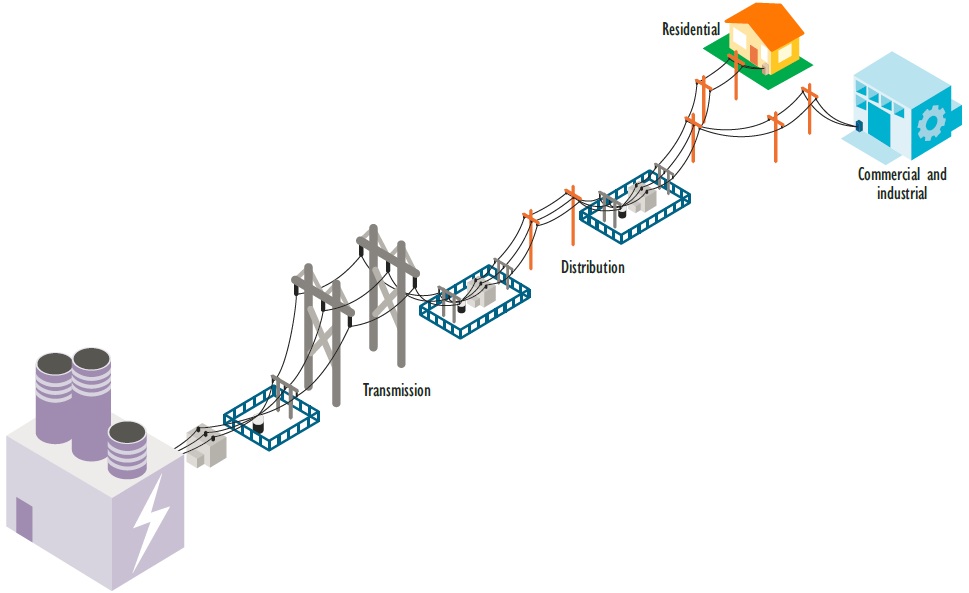 Residential
Commercial and
industrial
Distribution
Transmission